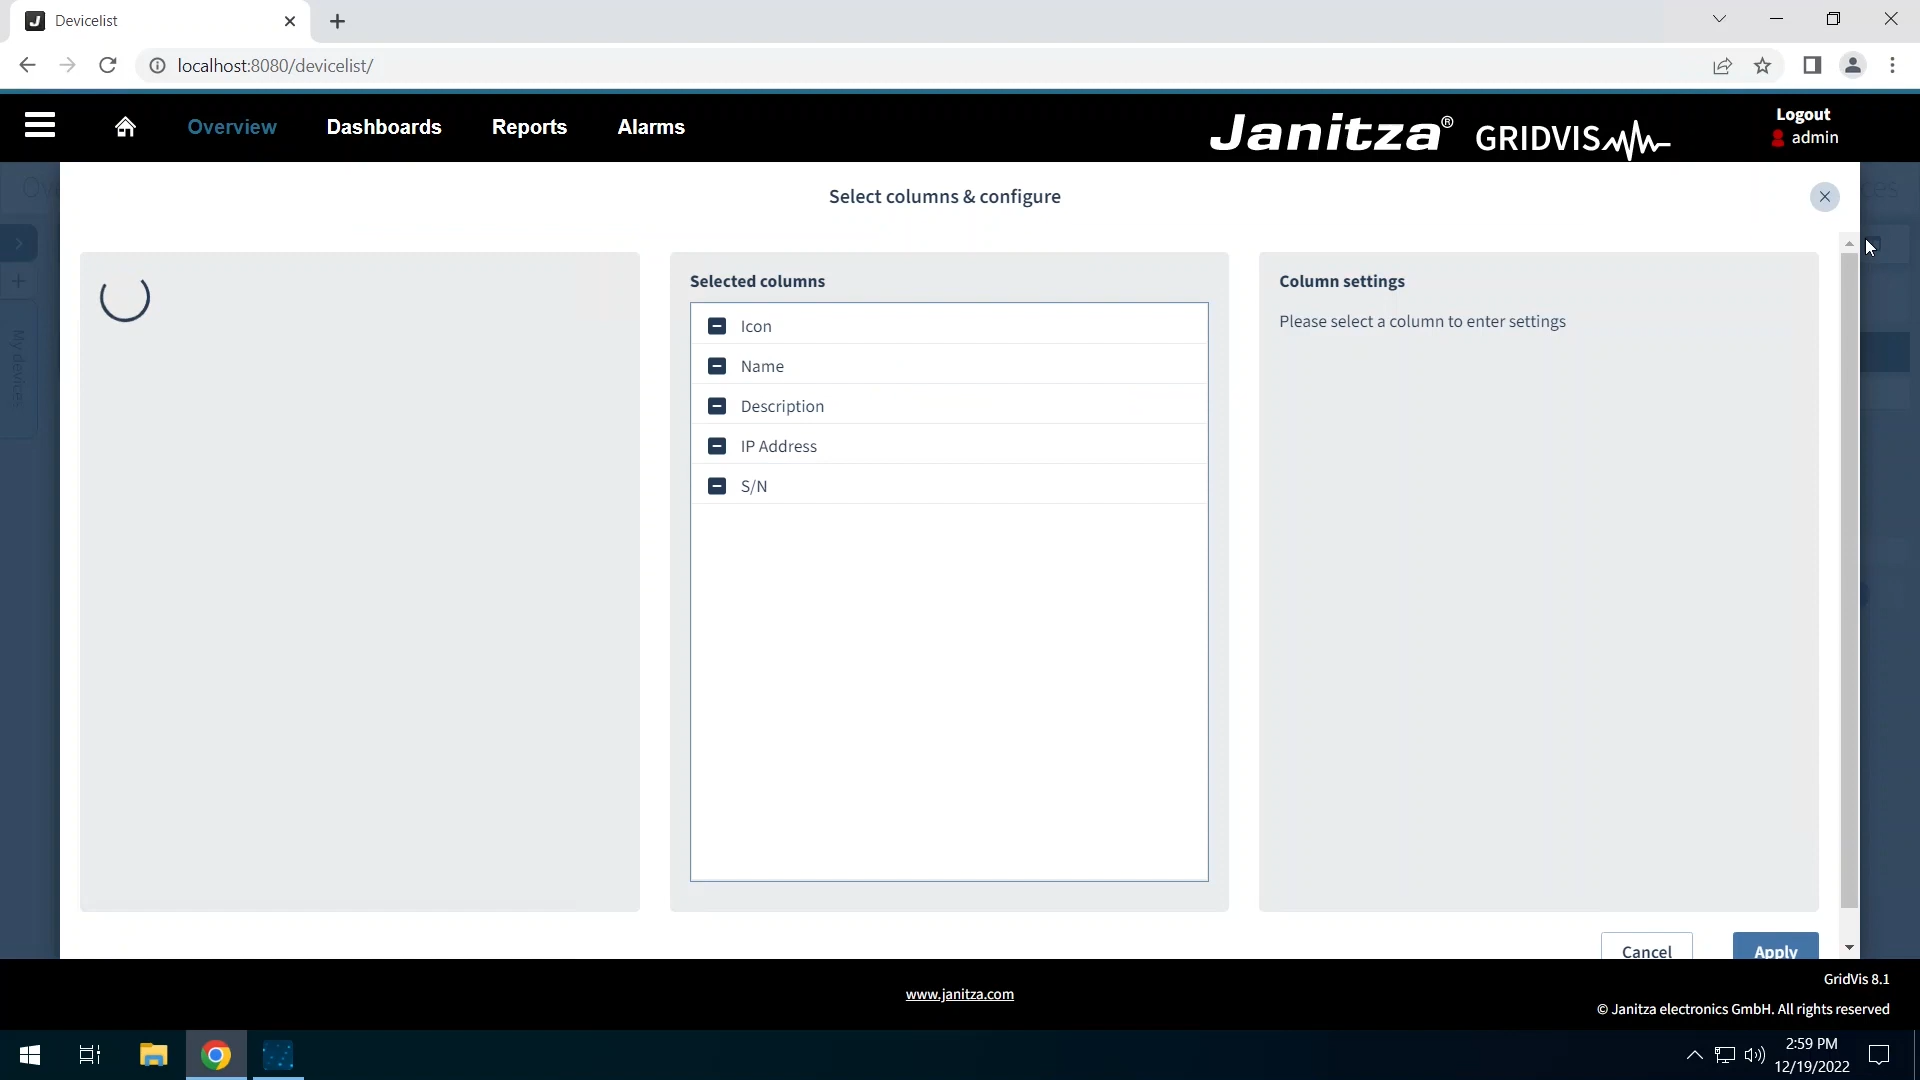 Devicelist
localhost:8080/devicelist/
Overview
Dashboards
Reports
Alarms
Janitza®
GRIDVIS
Logout
admin
Select columns & configure
My devices
Selected columns
Icon
Name
Description
IP Address
S/N
Column settings
Please select a column to enter settings
Cancel
Apply
www.janitza.com
GridVis 8.1
© Janitza electronics GmbH. All rights reserved
2:59 PM
12/19/2022